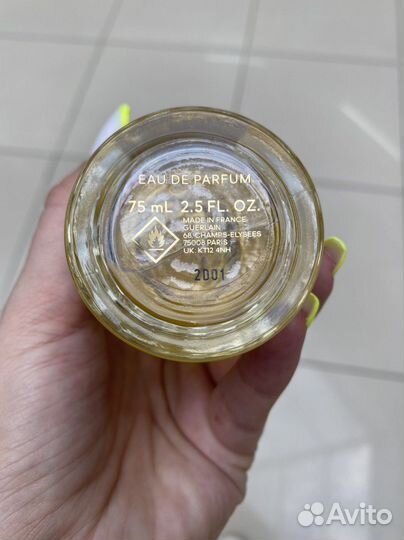 EAU DE PARFUM
75 mL 2.5 FL. OZ.
MADE IN FRANCE
GUERLAIN
68, CHAMPS-ELYSEES
75008 PARIS
UK: KT12 4NH
2D01
Avito